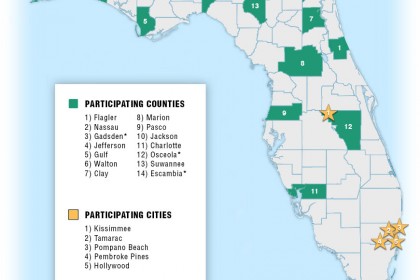 13
7
5
1
8
9
12
11
PARTICIPATING COUNTIES
1) Flagler 8) Marion
2) Nassau 9) Pasco
3) Gadsden* 10) Jackson
4) Jefferson 11) Charlotte
5) Gulf 12) Osceola*
6) Walton 13) Suwannee
7) Clay 14) Escambia*
PARTICIPATING CITIES
1) Kissimmee
2) Tamarac
3) Pompano Beach
4) Pembroke Pines
5) Hollywood